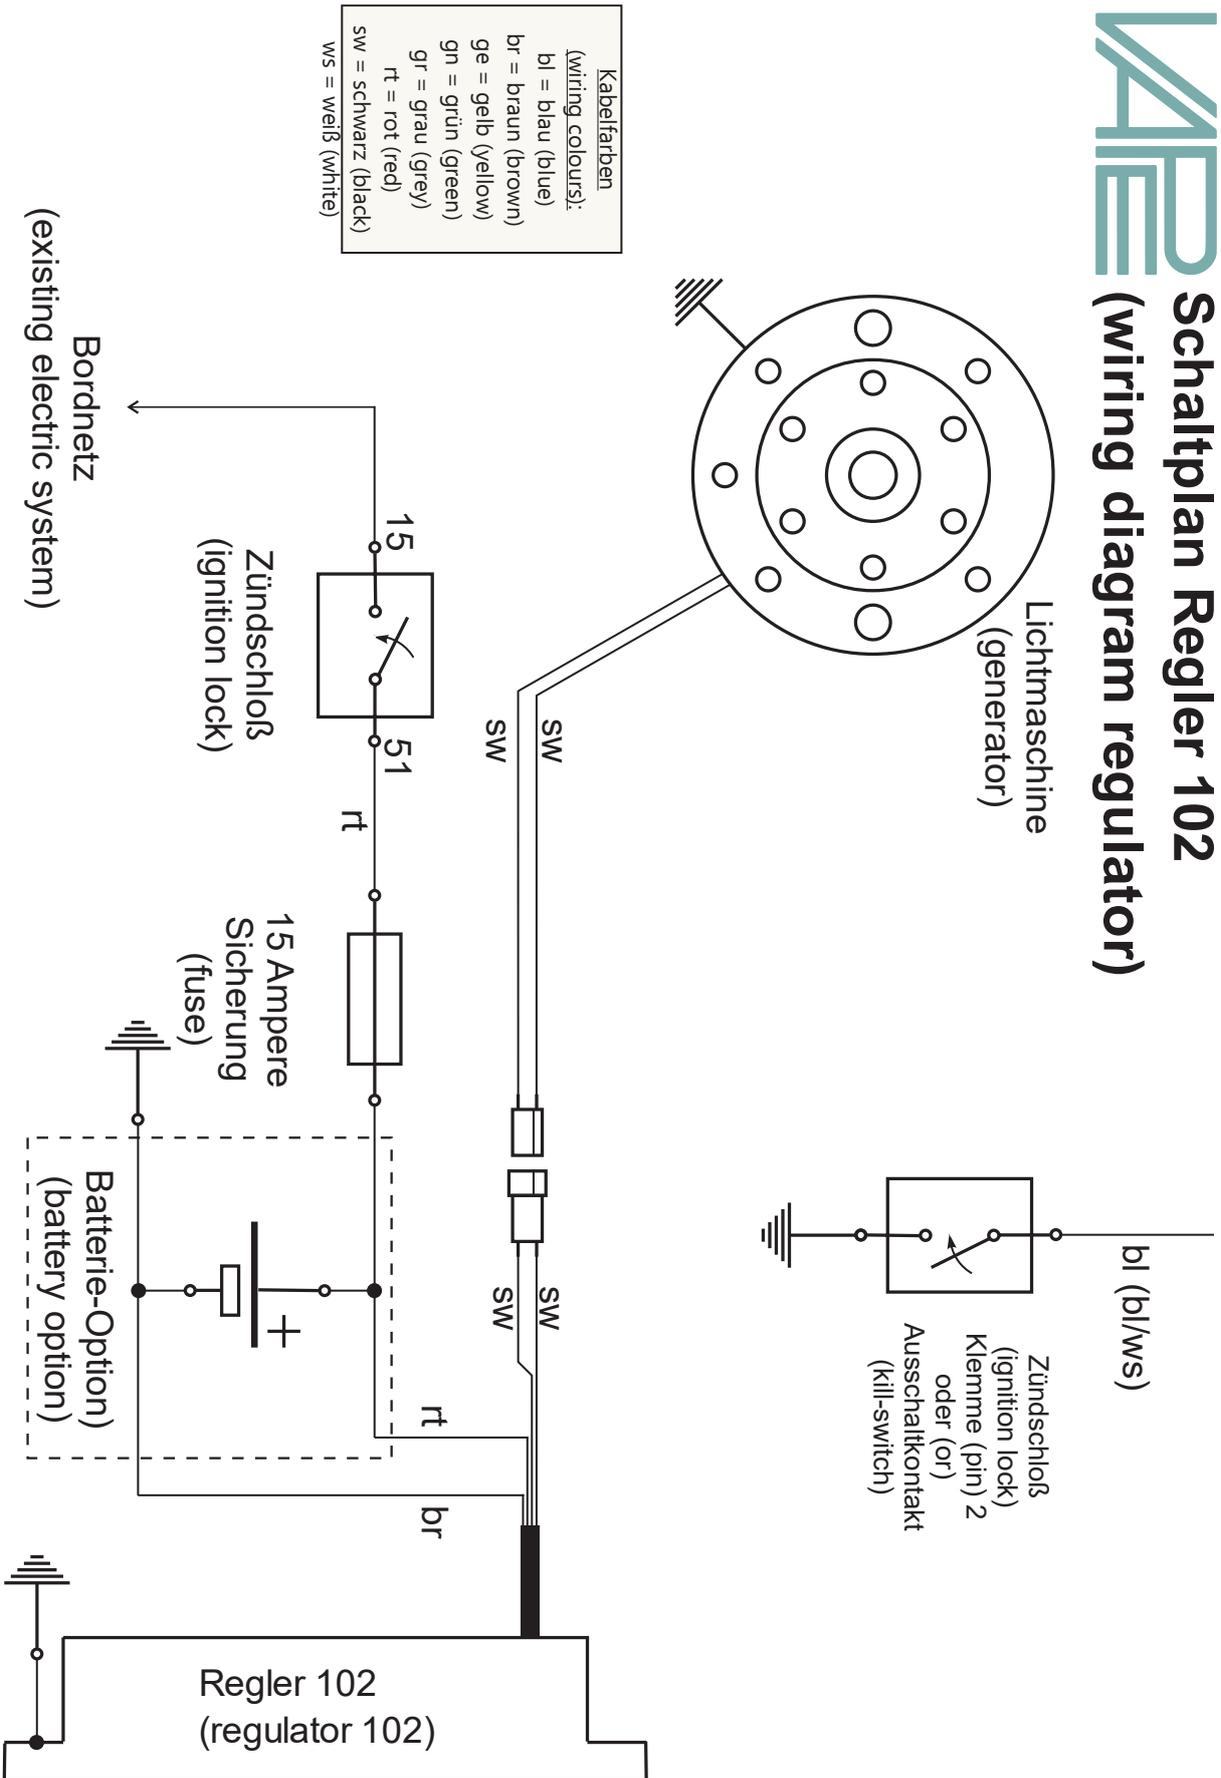 VAPE
Schaltplan Regler 102
(wiring diagram regulator)
Kabelfarben
(wiring colours):
bl = blau (blue)
br = braun (brown)
ge = gelb (yellow)
gn = grün (green)
gr = grau (grey)
rt = rot (red)
sw = schwarz (black)
ws = weiß (white)
Lichtmaschine
(generator)
bl (bl/ws)
Zündschloß
(ignition lock)
Klemme (pin) 2
oder (or)
Ausschaltkontakt
(kill-switch)
sw
sw
sw
sw
15
51
rt
Zündschloß
(ignition lock)
Bordnetz
(existing electric system)
15 Ampere
Sicherung
(fuse)
+
Batterie-Option)
(battery option)
rt
br
Regler 102
(regulator 102)